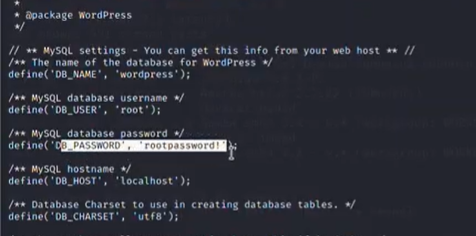 *
* @package WordPress
*/
// ** MySQL settings - You can get this info from your web host ** //
/** The name of the database for WordPress */
define('DB_NAME', 'wordpress');
/** MySQL database username */
define('DB_USER', 'root');
/** MySQL database password */
define('DB_PASSWORD', 'rootpassword!');
/** MySQL hostname */
define('DB_HOST', 'localhost');
/** Database Charset to use in creating database tables. */
define('DB_CHARSET', 'utf8');